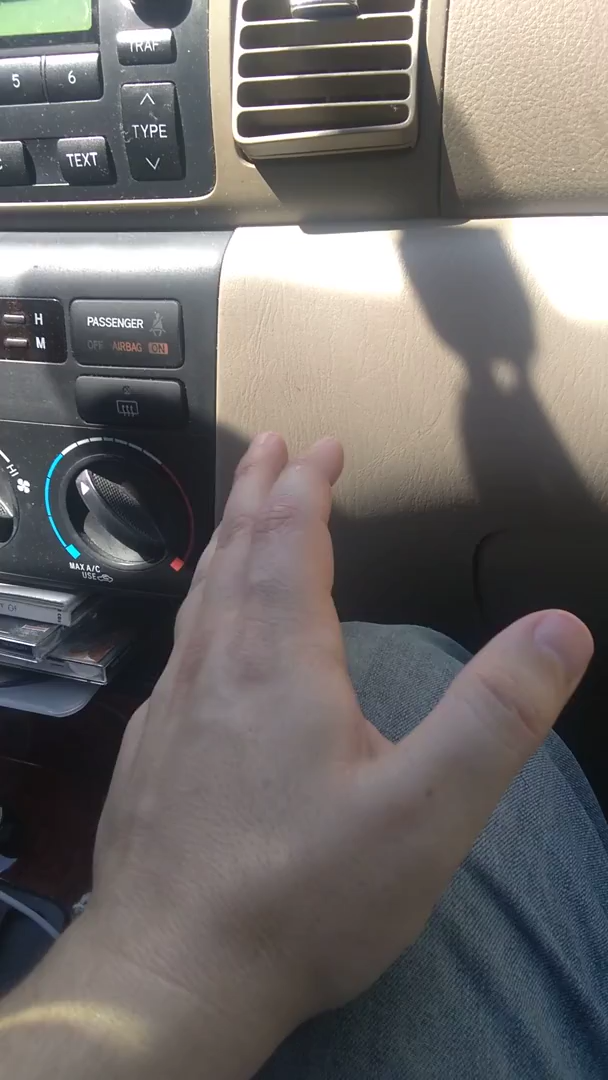 TRAF
5 6
TYPE
TEXT
H
M
PASSENGER
OFF AIRBAG ON
HI
MAX A/C
USE